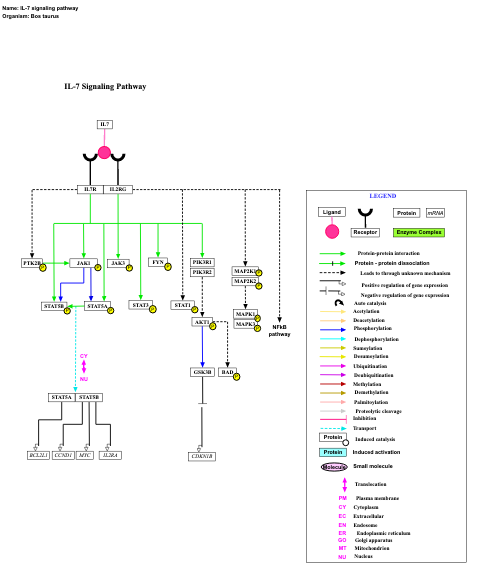 Name: IL-7 signaling pathway
Organism: Bos taurus
IL-7 Signaling Pathway
IL7
IL7R
IL2RG
PTK2B
P
JAK1
P
JAK3
P
FYN
P
PIK3R1
PIK3R2
MAP2K1
P
MAP2K2
P
STAT5B
P
STAT5A
P
STAT3
P
STAT1
P
AKT1
P
MAPK1
P
MAPK3
P
NFkB
pathway
CY
NU
GSK3B
P
BAD
P
STAT5A
STAT5B
BCL2L1
CCND1
MYC
IL2RA
CDKN1B
LEGEND
Ligand
Receptor
Protein
mRNA
Enzyme Complex
Protein-protein interaction
Protein - protein dissociation
Leads to through unknown mechanism
Positive regulation of gene expression
Negative regulation of gene expression
Auto catalysis
Acetylation
Deacetylation
Phosphorylation
Dephosphorylation
Sumoylation
Desumoylation
Ubiquitination
Deubiquitination
Methylation
Demethylation
Palmitoylation
Proteolytic cleavage
Inhibition
Transport
Protein
Induced catalysis
Protein
Induced activation
Molecule
Small molecule
Translocation
PM Plasma membrane
CY Cytoplasm
EC Extracellular
EN Endosome
ER Endoplasmic reticulum
GO Golgi apparatus
MT Mitochondrion
NU Nucleus